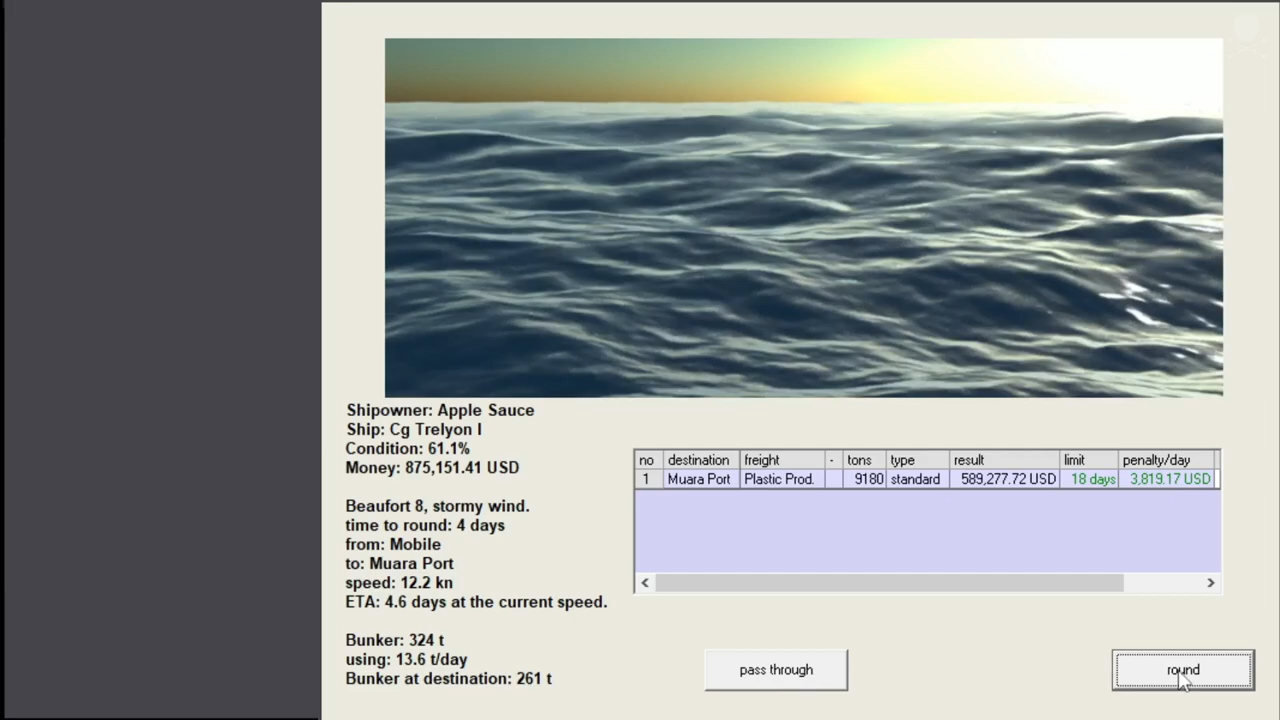 Shipowner: Apple Sauce
Ship: Cg Trelyon I
Condition: 61.1%
Money: 875,151.41 USD
Beaufort 8, stormy wind.
time to round: 4 days
from: Mobile
to: Muara Port
speed: 12.2 kn
ETA: 4.6 days at the current speed.
Bunker: 324 t
using: 13.6 t/day
Bunker at destination: 261 t
no destination freight - tons type result limit penalty/day
1 Muara Port Plastic Prod. 9180 standard 589,277.72 USD 18 days 3,819.17 USD
pass through
round